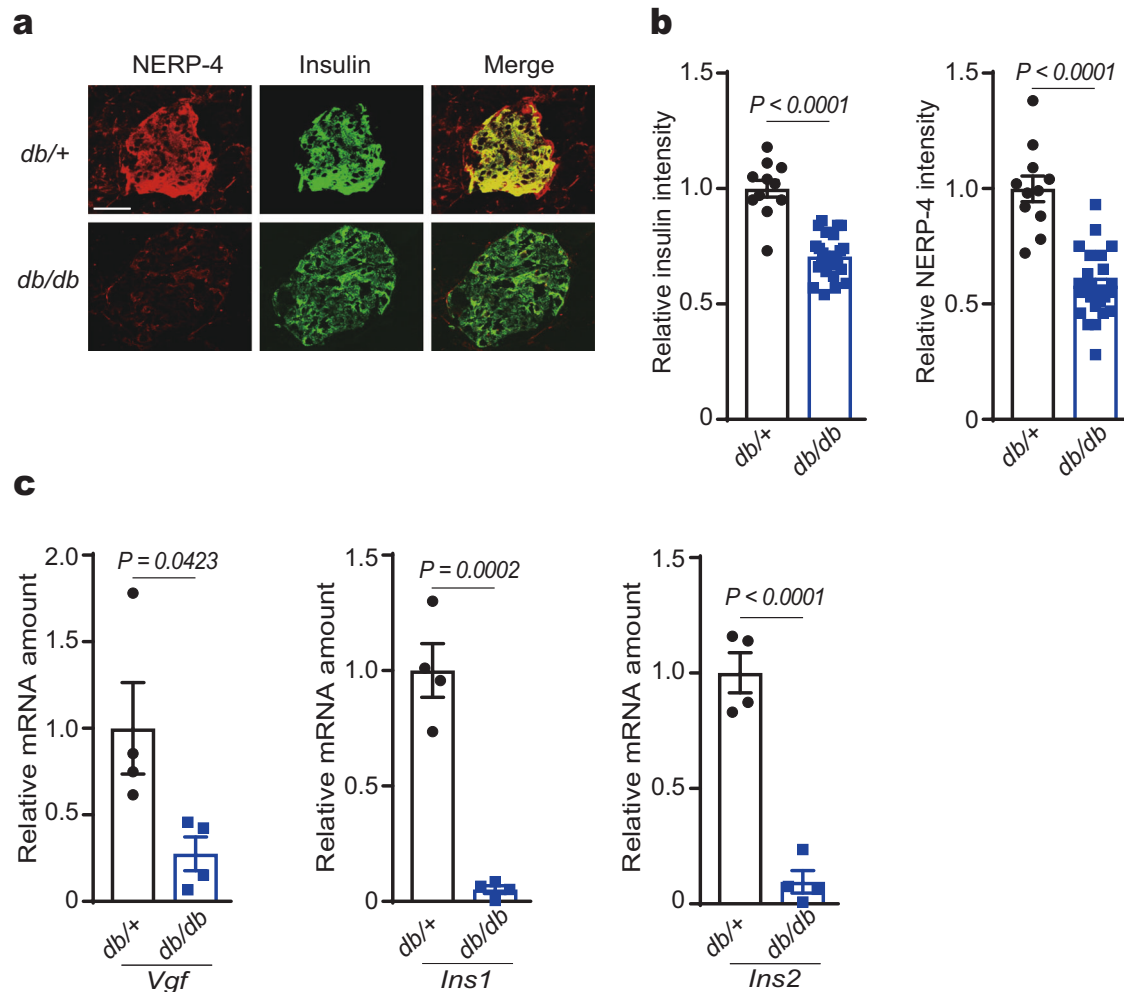 a
NERP-4 Insulin Merge
db/+
db/db
b
Relative insulin intensity
1.5
1.0
0.5
0
P < 0.0001
db/+ db/db
Relative NERP-4 intensity
1.5
1.0
0.5
0
P < 0.0001
db/+ db/db
c
Relative mRNA amount
2.0
1.5
1.0
0.5
0
P = 0.0423
db/+ db/db
Vgf
Relative mRNA amount
1.5
1.0
0.5
0
P = 0.0002
db/+ db/db
Ins1
Relative mRNA amount
1.5
1.0
0.5
0
P < 0.0001
db/+ db/db
Ins2